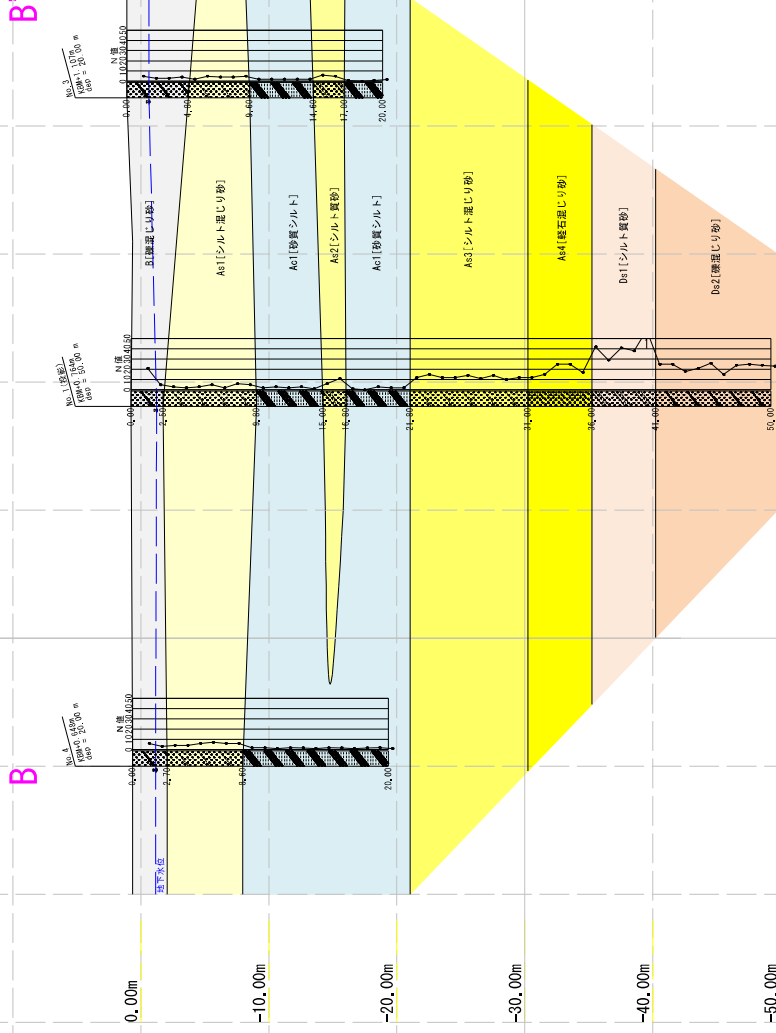 B'
B
No.3
KBM+1.107m
dep = 20.00 m
N値
0 10 20 30 40 50
0.00
4.80
9.60
14.60
17.00
20.00
B[礫混じり砂]
As1[シルト混じり砂]
Ac1[砂質シルト]
As2[シルト質砂]
Ac1[砂質シルト]
As3[シルト混じり砂]
As4[軽石混じり砂]
Ds1[シルト質砂]
Ds2[礫混じり砂]
No.1(投影)
KBM+0.764m
dep = 50.00 m
N値
0 10 20 30 40 50
0.00
2.50
9.80
15.00
16.80
21.80
31.00
36.00
41.00
50.00
No.4
KBM+0.648m
dep = 20.00 m
N値
0 10 20 30 40 50
0.00
2.70
8.60
20.00
地下水位
0.00m
-10.00m
-20.00m
-30.00m
-40.00m
-50.00m